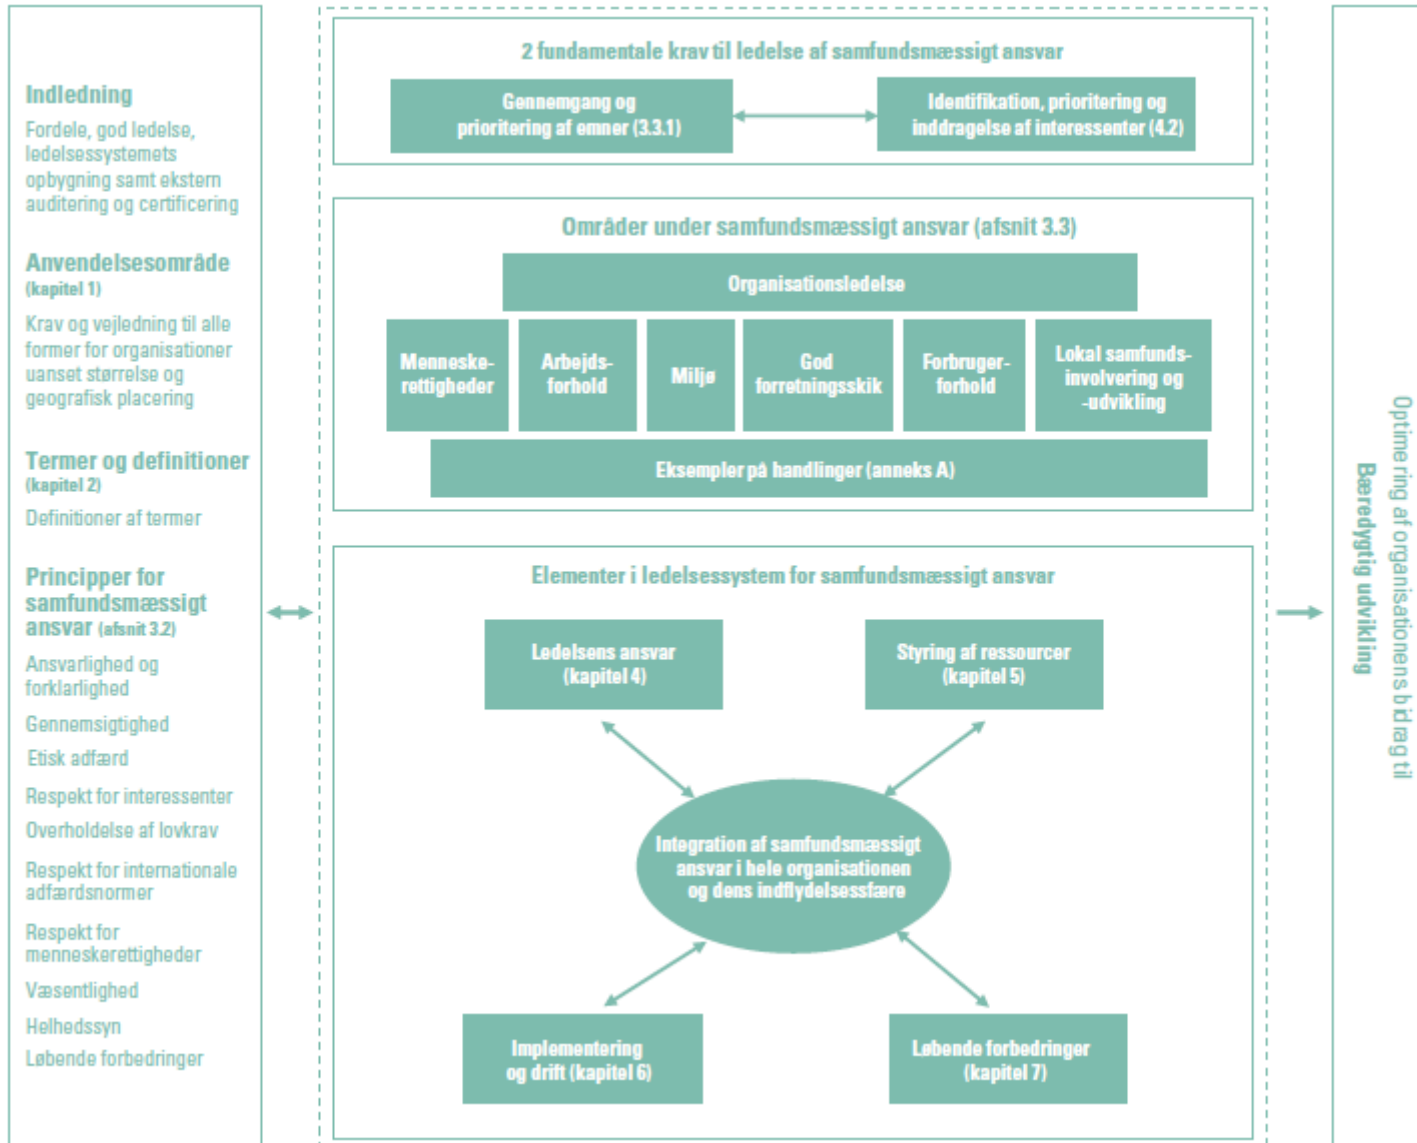 Indledning
Fordele, god ledelse,
ledelsessystemets
opbygning samt ekstern
auditering og certificering
Anvendelsesområde
(kapitel 1)
Krav og vejledning til alle
former for organisationer
uanset størrelse og
geografisk placering
Termer og definitioner
(kapitel 2)
Definitioner af termer
Principper for
samfundsmæssigt
ansvar (afsnit 3.2)
Ansvarlighed og
forklarlighed
Gennemsigtighed
Etisk adfærd
Respekt for interessenter
Overholdelse af lovkrav
Respekt for internationale
adfærdsnormer
Respekt for
menneskerettigheder
Væsentlighed
Helhedssyn
Løbende forbedringer
2 fundamentale krav til ledelse af samfundsmæssigt ansvar
Gennemgang og
prioritering af emner (3.3.1)
Identifikation, prioritering og
inddragelse af interessenter (4.2)
Områder under samfundsmæssigt ansvar (afsnit 3.3)
Organisationsledelse
Menneske-
rettigheder
Arbejds-
forhold
Miljø
God
forretningsskik
Forbruger-
forhold
Lokal samfunds-
involvering og
-udvikling
Eksempler på handlinger (anneks A)
Elementer i ledelsessystem for samfundsmæssigt ansvar
Ledelsens ansvar
(kapitel 4)
Styring af ressourcer
(kapitel 5)
Integration af samfundsmæssigt
ansvar i hele organisationen
og dens indflydelsessfære
Implementering
og drift (kapitel 6)
Løbende forbedringer
(kapitel 7)
Optimering af organisationens bidrag til
Bæredygtig udvikling